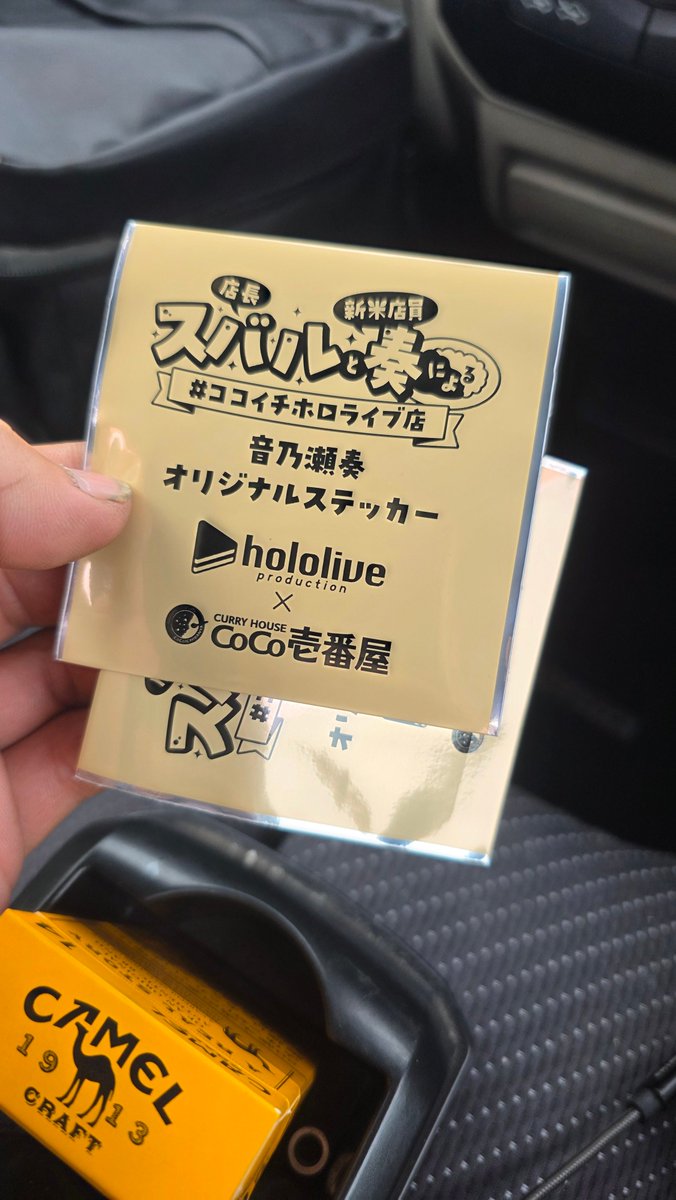 店長
新米店員
スバルと奏だよる
#ココイチホロライブ店
音乃瀬奏
オリジナルステッカー
hololive
production
×
CURRY HOUSE
CoCo壱番屋
CAMEL
1913
CRAFT